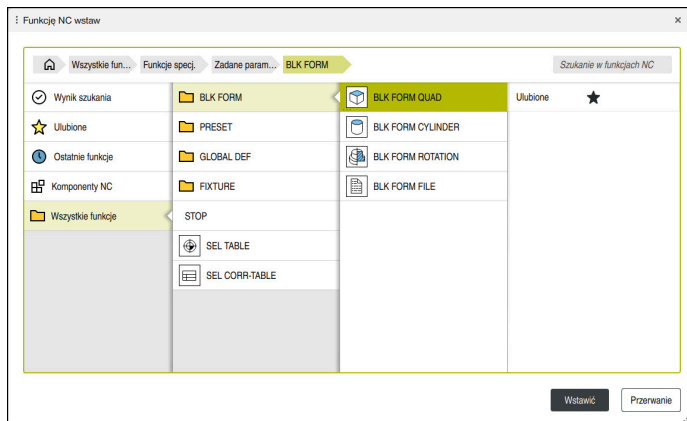 Funkcję NC wstaw
Wszystkie fun... Funkcje specj. Zadane param... BLK FORM Szukanie w funkcjach NC
Wynik szukania BLK FORM BLK FORM QUAD Ulubione
Ulubione PRESET BLK FORM CYLINDER
Ostatnie funkcje GLOBAL DEF BLK FORM ROTATION
Komponenty NC FIXTURE BLK FORM FILE
Wszystkie funkcje STOP
SEL TABLE
SEL CORR-TABLE
Wstawić Przerwanie